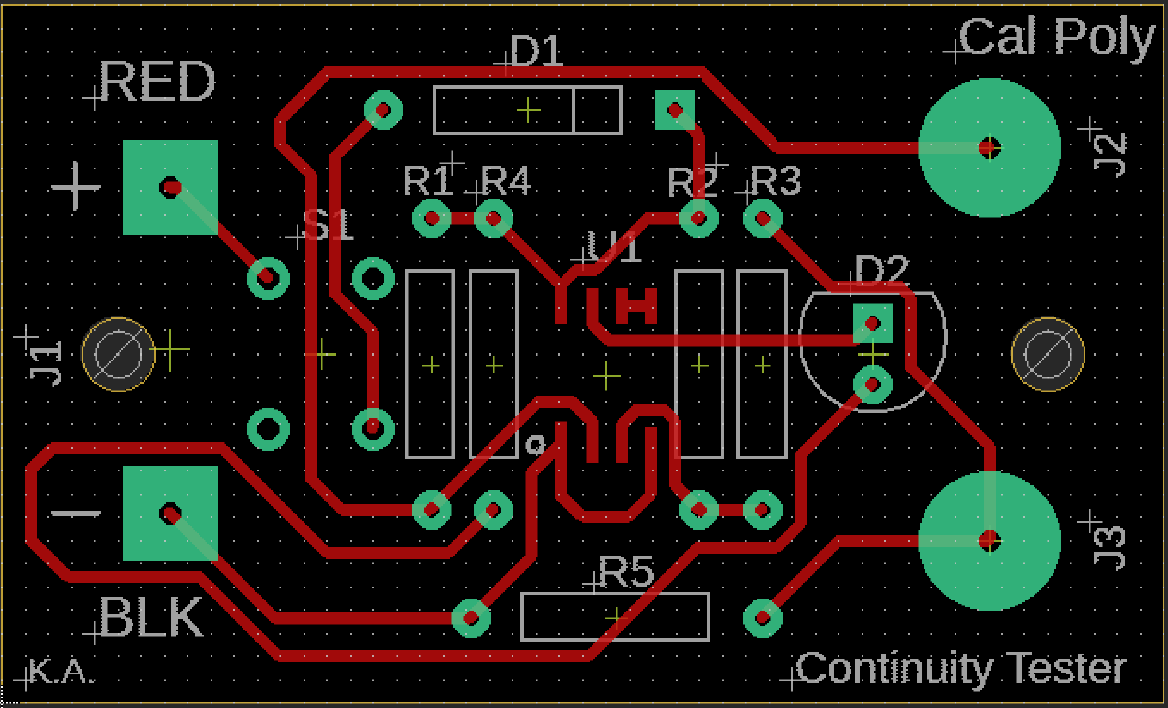 Cal Poly
D1
RED
J2
+
R1 R4 R2 R3
S1
U1
D2
J1
o
−
J3
R5
BLK
K.A.
Continuity Tester